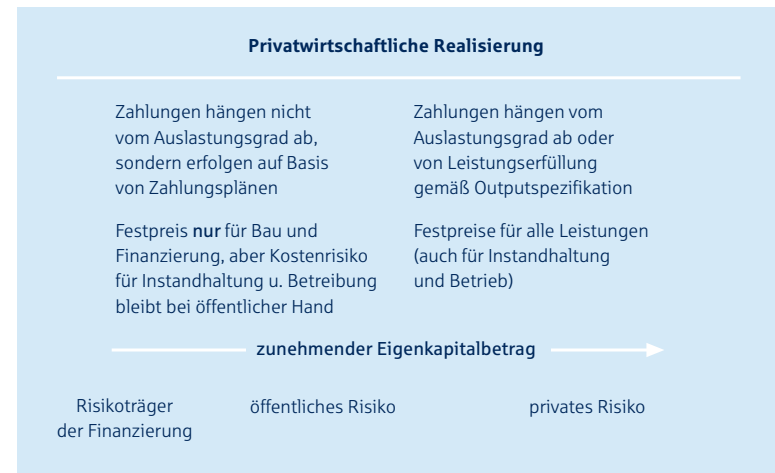 Privatwirtschaftliche Realisierung
Zahlungen hängen nicht
vom Auslastungsgrad ab,
sondern erfolgen auf Basis
von Zahlungsplänen
Zahlungen hängen vom
Auslastungsgrad ab oder
von Leistungserfüllung
gemäß Outputspezifikation
Festpreis nur für Bau und
Finanzierung, aber Kostenrisiko
für Instandhaltung u. Betreibung
bleibt bei öffentlicher Hand
Festpreise für alle Leistungen
(auch für Instandhaltung
und Betrieb)
zunehmender Eigenkapitalbetrag
Risikoträger
der Finanzierung
öffentliches Risiko
privates Risiko